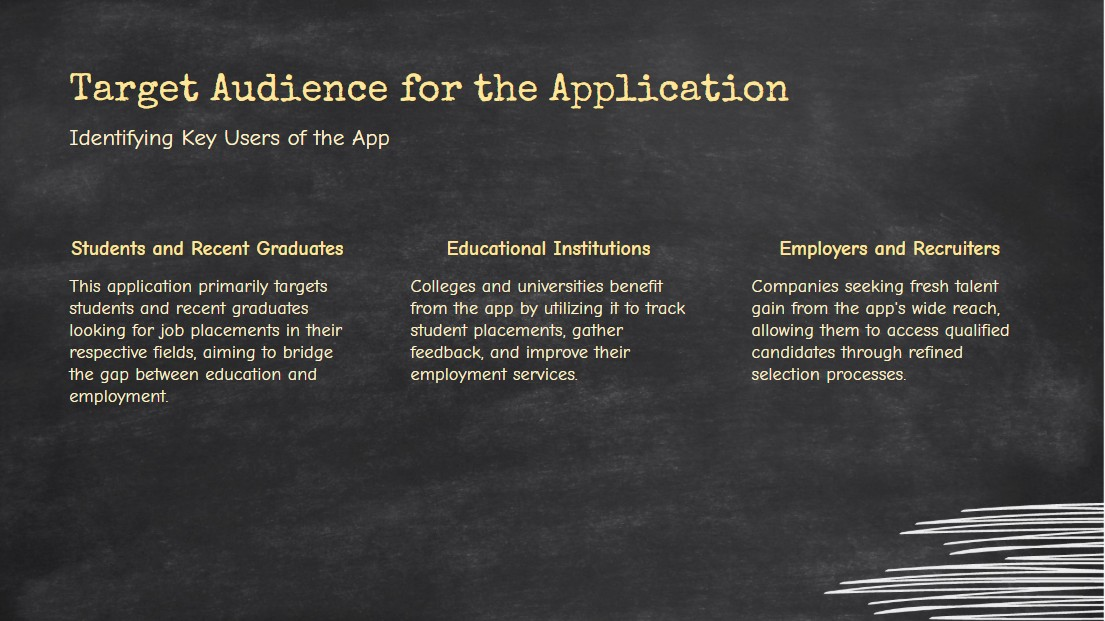 Target Audience for the Application
Identifying Key Users of the App
Students and Recent Graduates
This application primarily targets
students and recent graduates
looking for job placements in their
respective fields, aiming to bridge
the gap between education and
employment.
Educational Institutions
Colleges and universities benefit
from the app by utilizing it to track
student placements, gather
feedback, and improve their
employment services.
Employers and Recruiters
Companies seeking fresh talent
gain from the app's wide reach,
allowing them to access qualified
candidates through refined
selection processes.